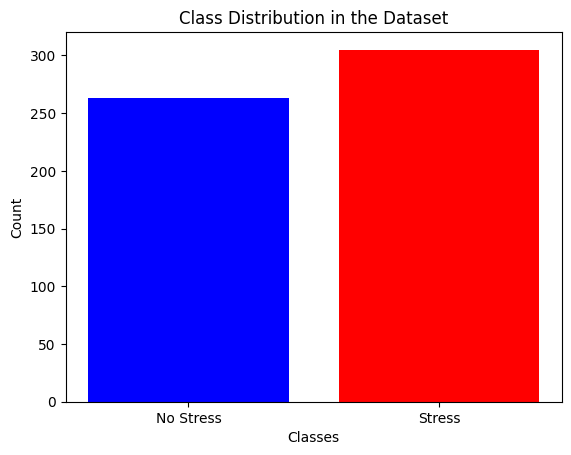 Class Distribution in the Dataset
300
250
200
150
100
50
0
Count
No Stress
Stress
Classes